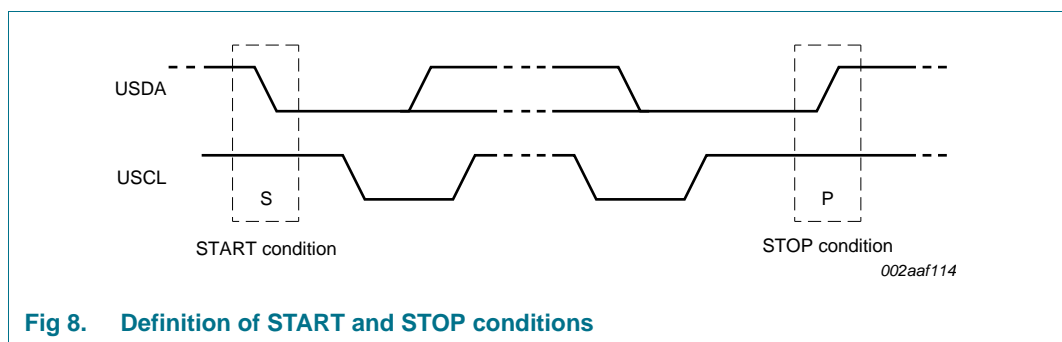 USDA
USCL
S
P
START condition
STOP condition
002aaf114
Fig 8. Definition of START and STOP conditions